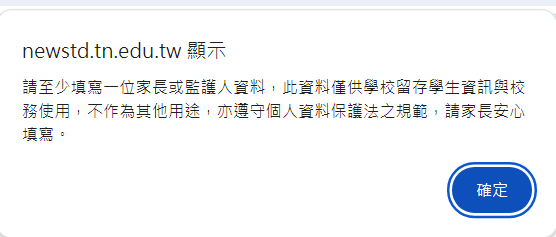 newstd.tn.edu.tw 顯示
請至少填寫一位家長或監護人資料，此資料僅供學校留存學生資訊與校
務使用，不作為其他用途，亦遵守個人資料保護法之規範，請家長安心
填寫。
確定